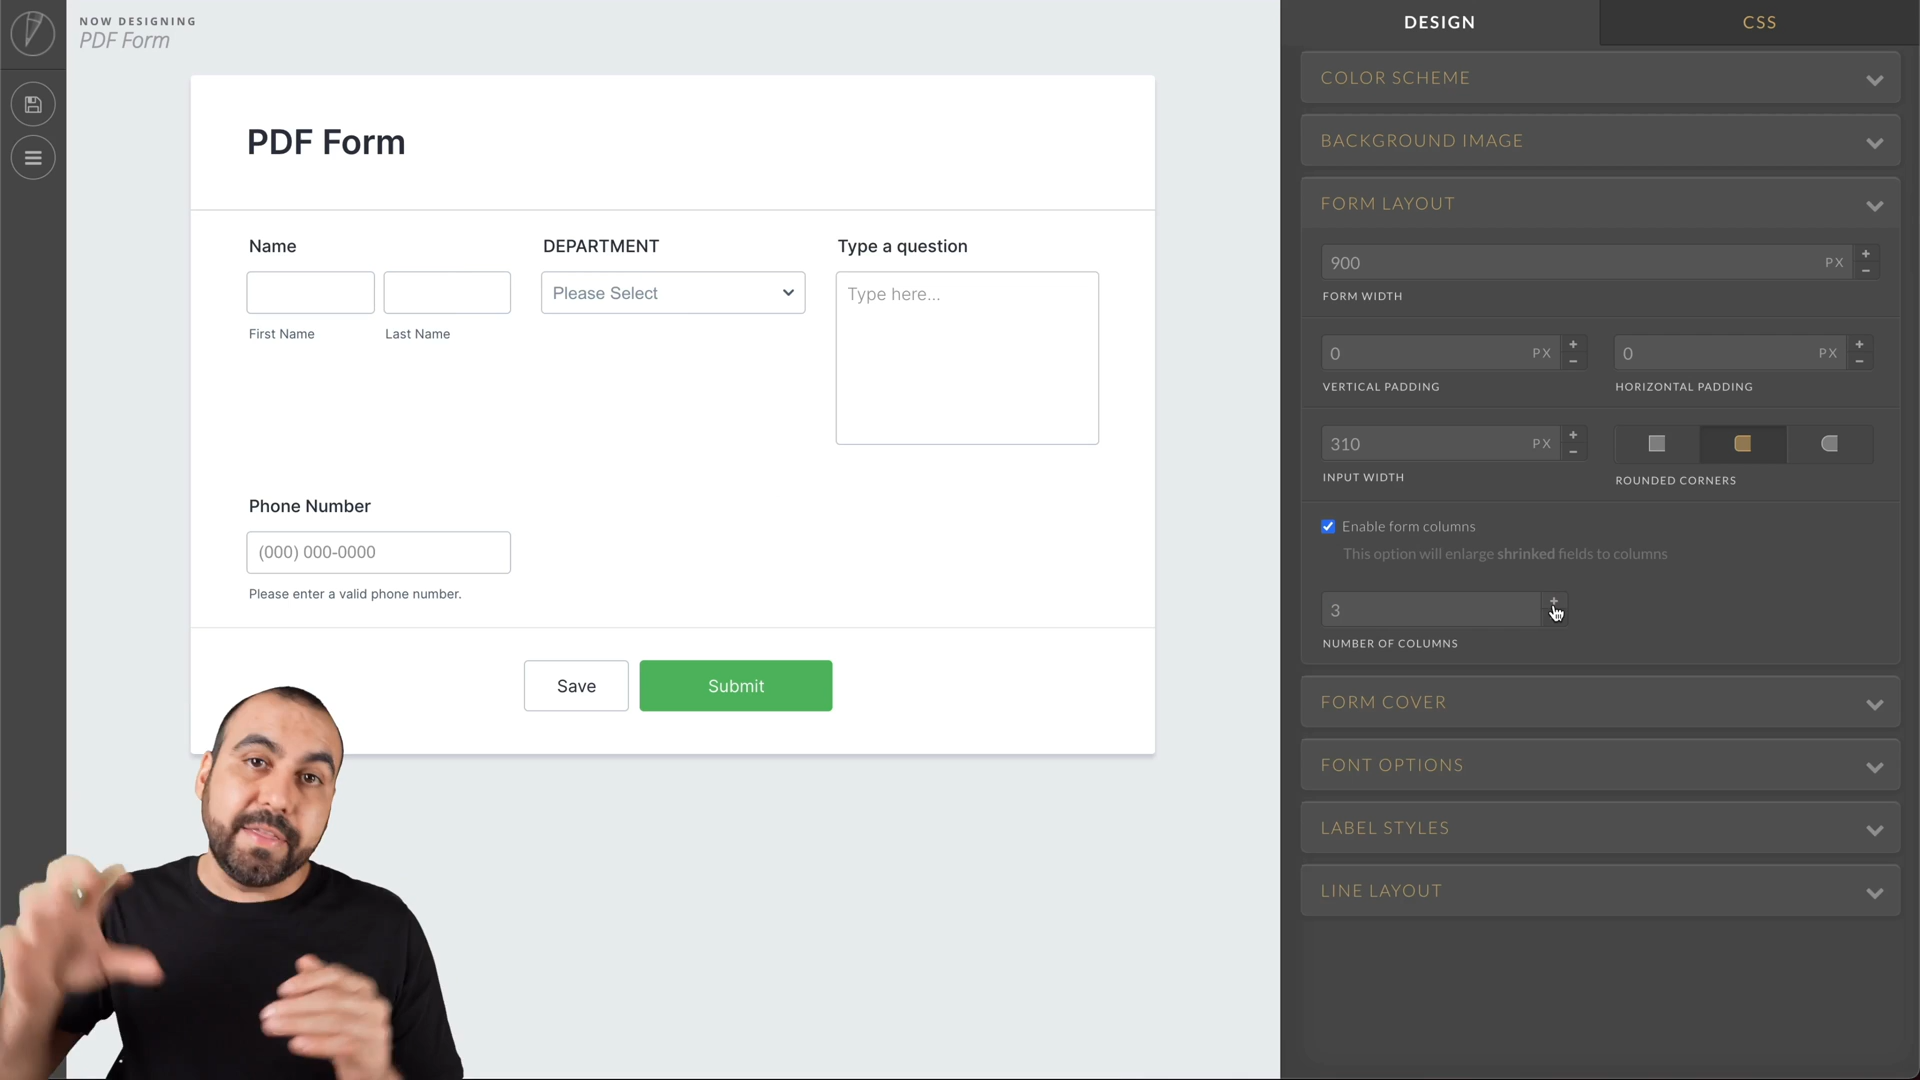 NOW DESIGNING
PDF Form
PDF Form
Name
DEPARTMENT
Type a question
Please Select
Type here...
First Name
Last Name
Phone Number
(000) 000-0000
Please enter a valid phone number.
Save
Submit
DESIGN
CSS
COLOR SCHEME
BACKGROUND IMAGE
FORM LAYOUT
900 PX
FORM WIDTH
0 PX
0 PX
VERTICAL PADDING
HORIZONTAL PADDING
310 PX
INPUT WIDTH
ROUNDED CORNERS
Enable form columns
This option will enlarge shrinked fields to columns
3
NUMBER OF COLUMNS
FORM COVER
FONT OPTIONS
LABEL STYLES
LINE LAYOUT